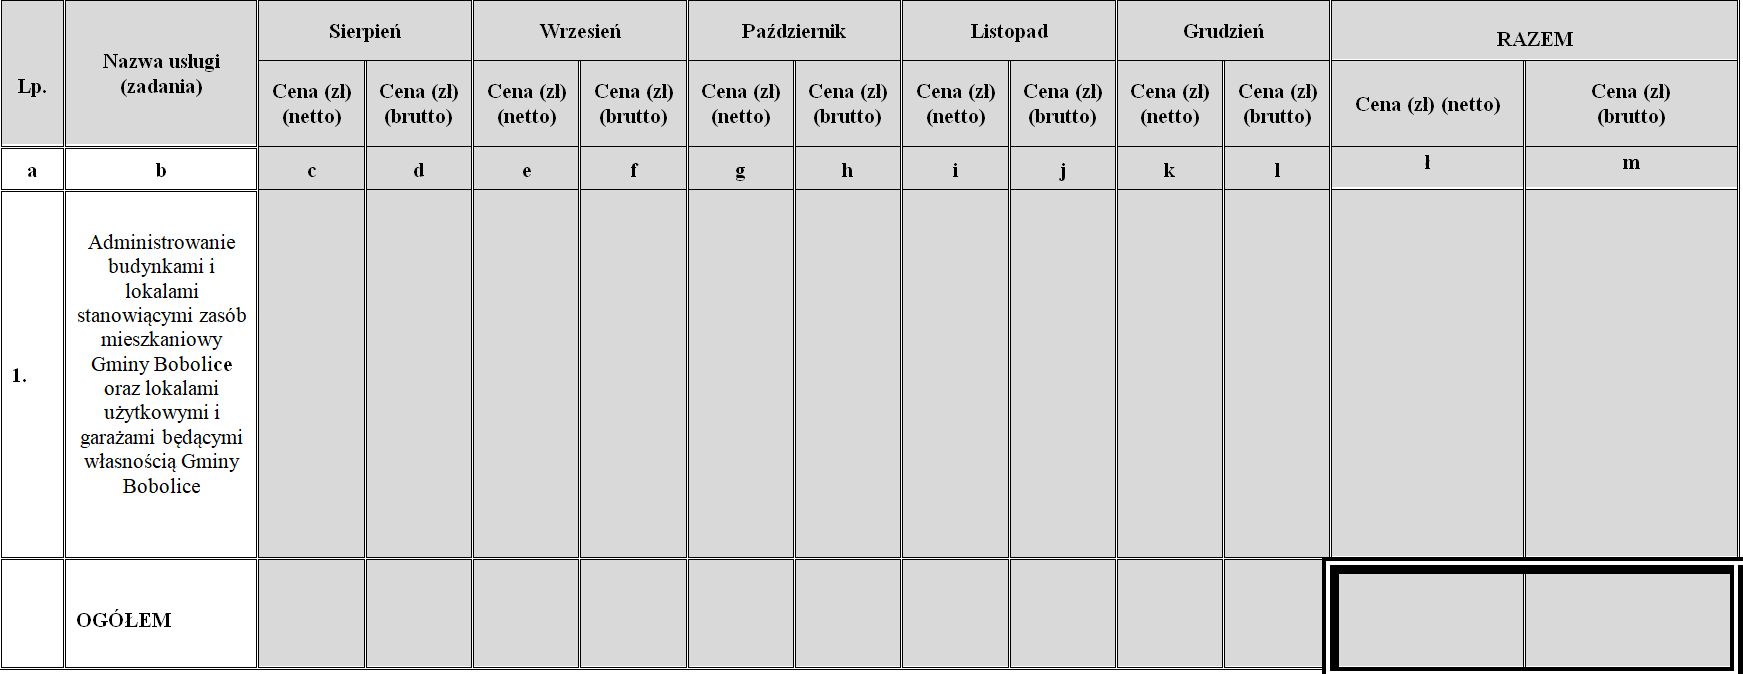 Lp.
Nazwa usługi
(zadania)
Sierpień
Wrzesień
Październik
Listopad
Grudzień
RAZEM
Cena (zł)
(netto)
Cena (zł)
(brutto)
Cena (zł)
(netto)
Cena (zł)
(brutto)
Cena (zł)
(netto)
Cena (zł)
(brutto)
Cena (zł)
(netto)
Cena (zł)
(brutto)
Cena (zł)
(netto)
Cena (zł)
(brutto)
Cena (zł) (netto)
Cena (zł)
(brutto)
a
b
c
d
e
f
g
h
i
j
k
l
ł
m
1.
Administrowanie
budynkami i
lokalami
stanowiącymi zasób
mieszkaniowy
Gminy Bobolice
oraz lokalami
użytkowymi i
garażami będącymi
własnością Gminy
Bobolice
OGÓŁEM